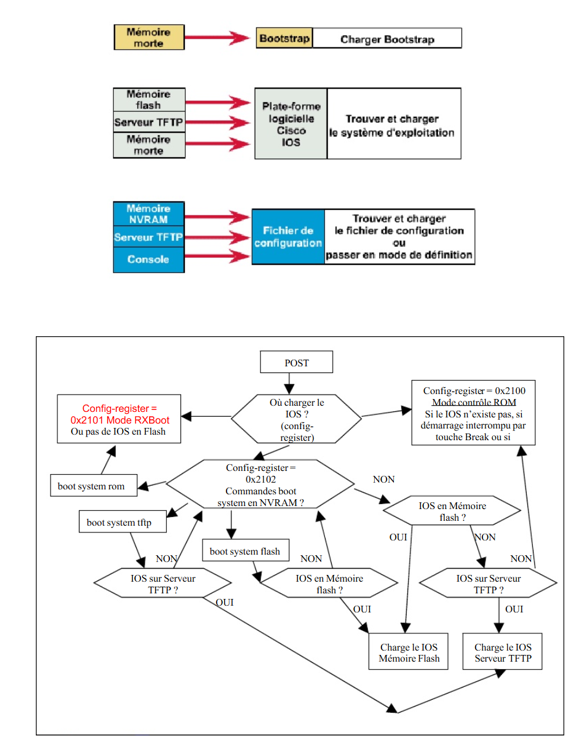 Mémoire
morte
Bootstrap
Charger Bootstrap
Mémoire
flash
Serveur TFTP
Mémoire
morte
Plate-forme
logicielle
Cisco
IOS
Trouver et charger
le système d'exploitation
Mémoire
NVRAM
Serveur TFTP
Console
Fichier de
configuration
Trouver et charger
le fichier de configuration
ou
passer en mode de définition
POST
Config-register =
0x2101 Mode RXBoot
Ou pas de IOS en Flash
Où charger le
IOS ?
(config-
register)
Config-register = 0x2100
Mode contrôle ROM
Si le IOS n'existe pas, si
démarrage interrompu par
touche Break ou si
boot system rom
Config-register =
0x2102
Commandes boot
system en NVRAM ?
NON
IOS en Mémoire
flash ?
boot system tftp
OUI
NON
boot system flash
NON
NON
NON
IOS sur Serveur
TFTP ?
IOS en Mémoire
flash ?
IOS sur Serveur
TFTP ?
OUI
OUI
OUI
Charge le IOS
Mémoire Flash
Charge le IOS
Serveur TFTP